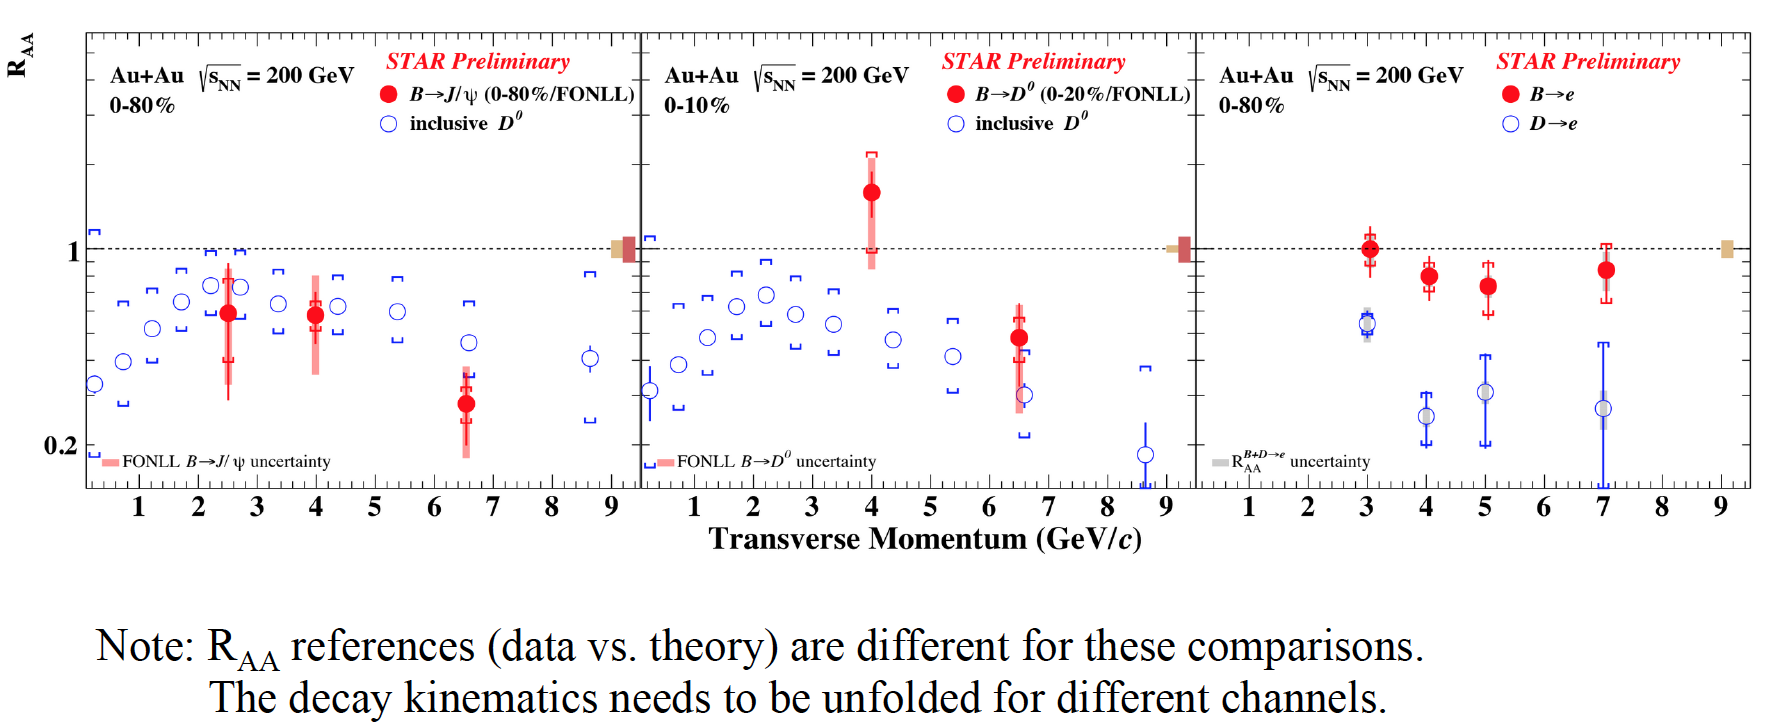 R_AA
Au+Au √s_NN = 200 GeV
0-80%
STAR Preliminary
B→J/ψ (0-80%/FONLL)
inclusive D^0
FONLL B→J/ψ uncertainty
Au+Au √s_NN = 200 GeV
0-10%
STAR Preliminary
B→D^0 (0-20%/FONLL)
inclusive D^0
FONLL B→D^0 uncertainty
Au+Au √s_NN = 200 GeV
0-80%
STAR Preliminary
B→e
D→e
R_AA^B+D→e uncertainty
1
0.2
1 2 3 4 5 6 7 8 9
1 2 3 4 5 6 7 8 9
1 2 3 4 5 6 7 8 9
Transverse Momentum (GeV/c)
Note: R_AA references (data vs. theory) are different for these comparisons.
The decay kinematics needs to be unfolded for different channels.